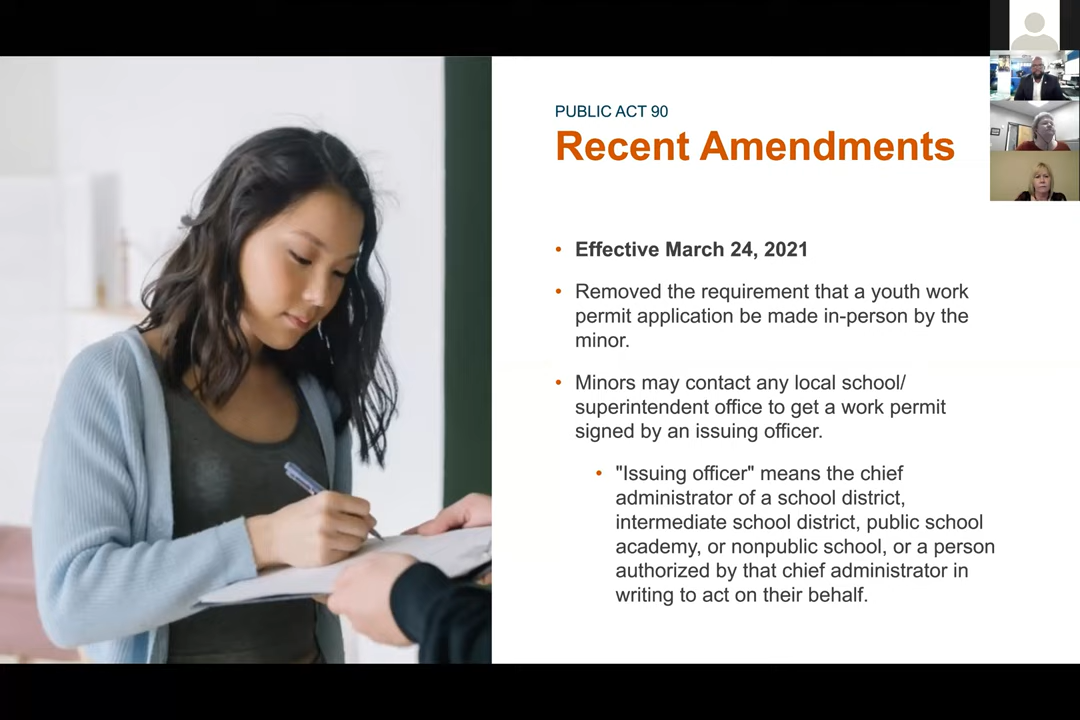 PUBLIC ACT 90
Recent Amendments
• Effective March 24, 2021
• Removed the requirement that a youth work
permit application be made in-person by the
minor.
• Minors may contact any local school/
superintendent office to get a work permit
signed by an issuing officer.
• "Issuing officer" means the chief
administrator of a school district,
intermediate school district, public school
academy, or nonpublic school, or a person
authorized by that chief administrator in
writing to act on their behalf.